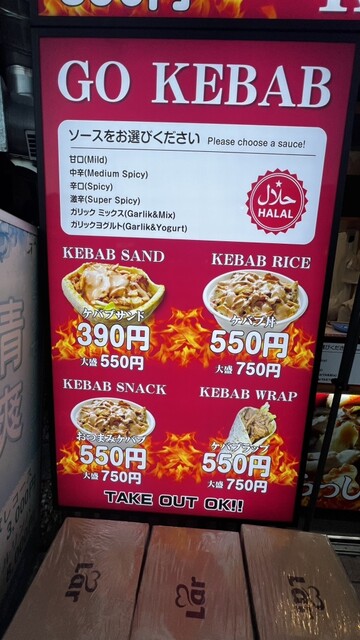 GO KEBAB
ソースをお選びください Please choose a sauce!
甘口(Mild)
中辛(Medium Spicy)
辛口(Spicy)
激辛(Super Spicy)
ガリック ミックス(Garlik&Mix)
ガリックヨグルト(Garlik&Yogurt)
حلال
HALAL
KEBAB SAND
ケバブサンド
390円
大盛 550円
KEBAB RICE
ケバブ丼
550円
大盛 750円
KEBAB SNACK
おつまみケバブ
550円
大盛 750円
KEBAB WRAP
ケバブラップ
550円
大盛 750円
TAKE OUT OK!!
Lar
Lar
Lar